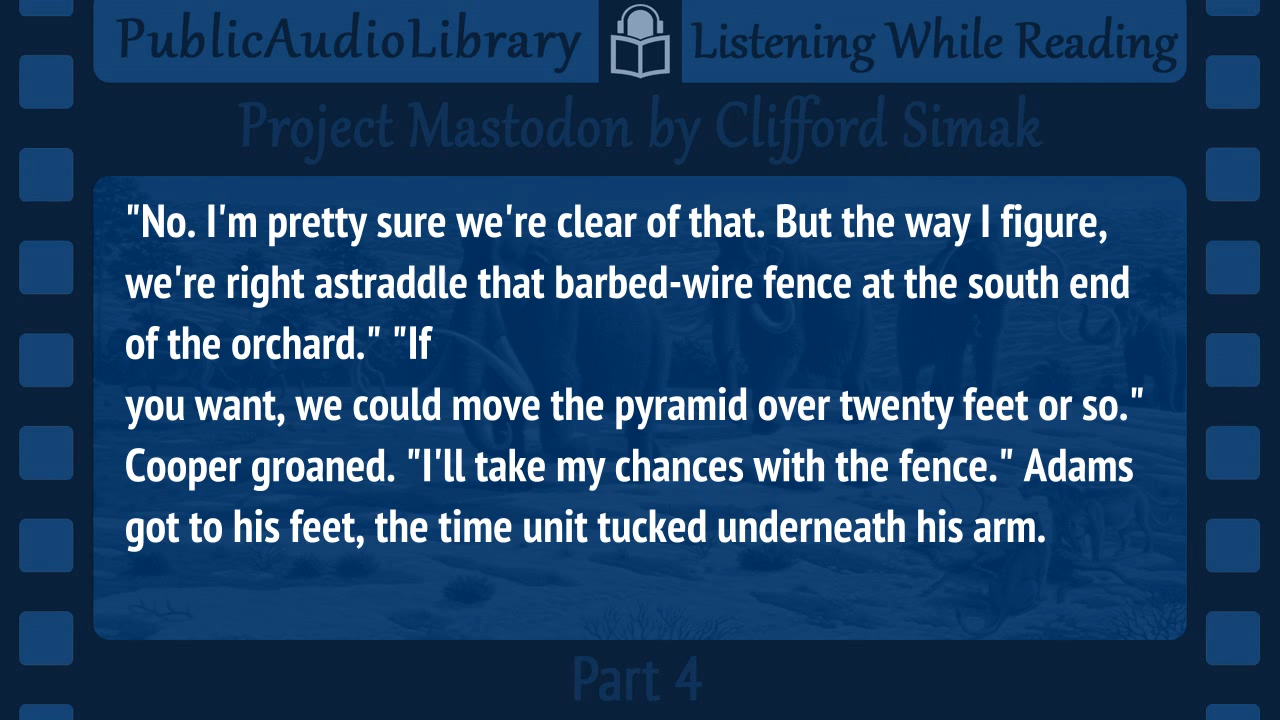 PublicAudioLibrary Listening While Reading
Project Mastodon by Clifford Simak
"No. I'm pretty sure we're clear of that. But the way I figure,
we're right astraddle that barbed-wire fence at the south end
of the orchard." "If
you want, we could move the pyramid over twenty feet or so."
Cooper groaned. "I'll take my chances with the fence." Adams
got to his feet, the time unit tucked underneath his arm.
Part 4